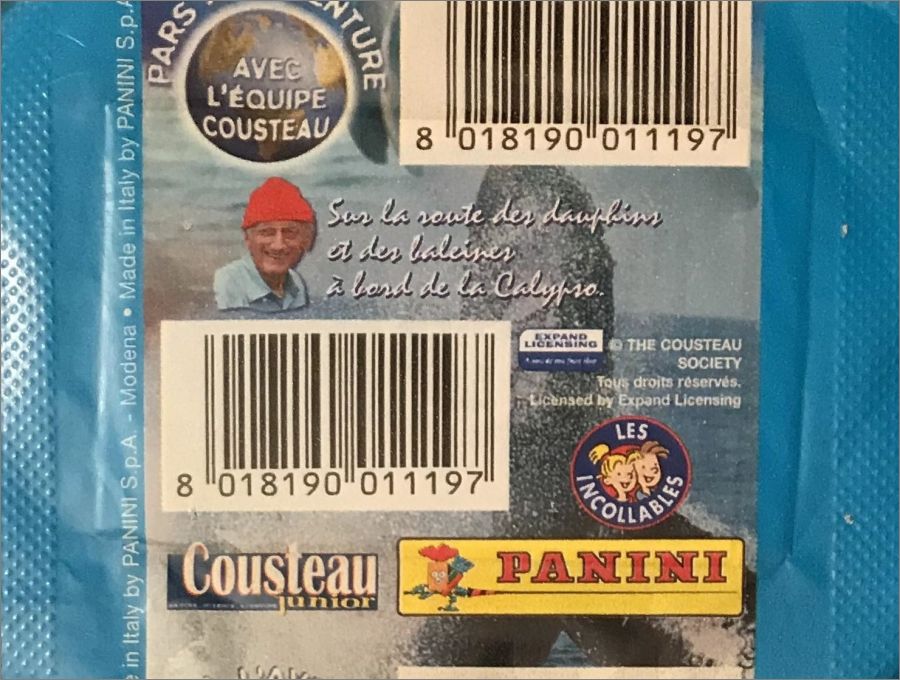 PARS
AVENTURE
AVEC
L'ÉQUIPE
COUSTEAU
8 018190 011197
Sur la route des dauphins
et des baleines
à bord de la Calypso.
8 018190 011197
EXPAND
LICENSING
© THE COUSTEAU
SOCIETY
Tous droits réservés.
Licensed by Expand Licensing
LES
INCOLLABLES
Cousteau
junior
PANINI
in Italy by PANINI S.p.A. - Modena • Made in Italy by PANINI S.p.A